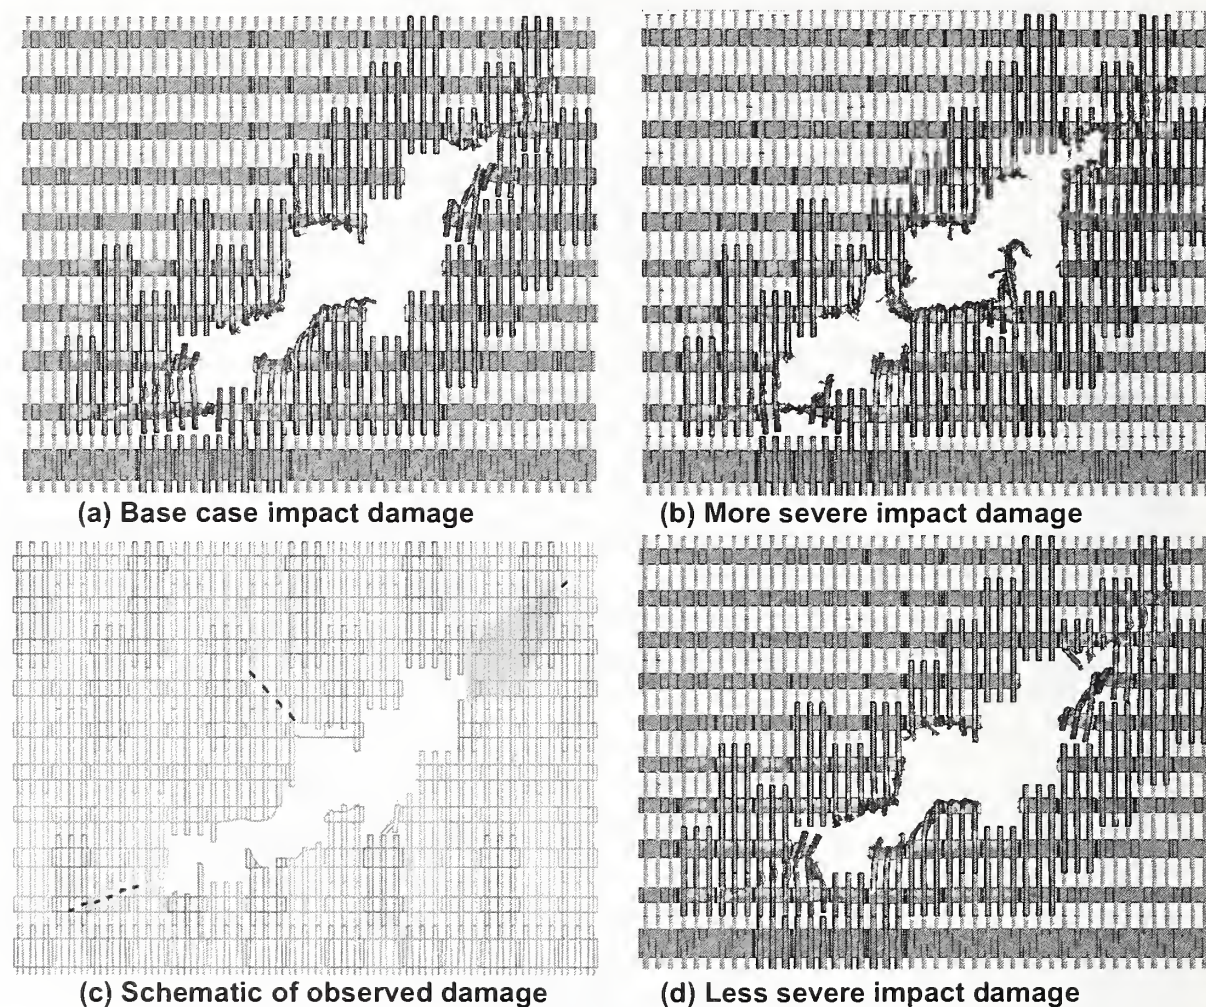 (a) Base case impact damage
(b) More severe impact damage
(c) Schematic of observed damage
(d) Less severe impact damage